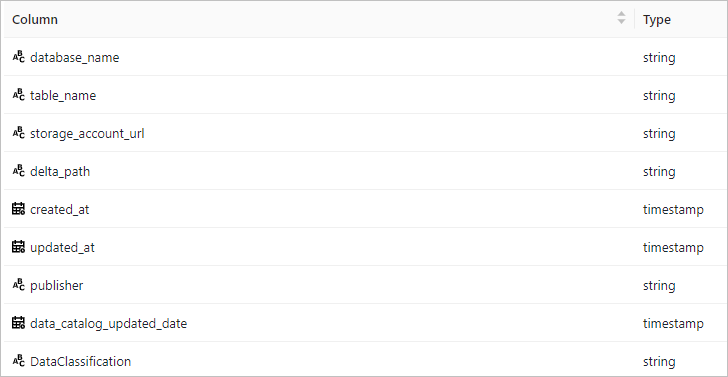 Column Type
database_name string
table_name string
storage_account_url string
delta_path string
created_at timestamp
updated_at timestamp
publisher string
data_catalog_updated_date timestamp
DataClassification string